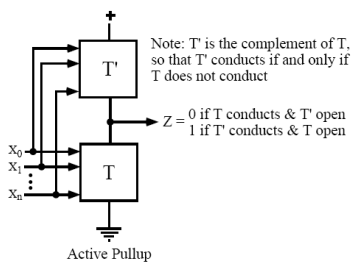 +
Note: T' is the complement of T,
so that T' conducts if and only if
T does not conduct
T'
Z = 0 if T conducts & T' open
1 if T' conducts & T open
X0
X1
Xn
T
Active Pullup